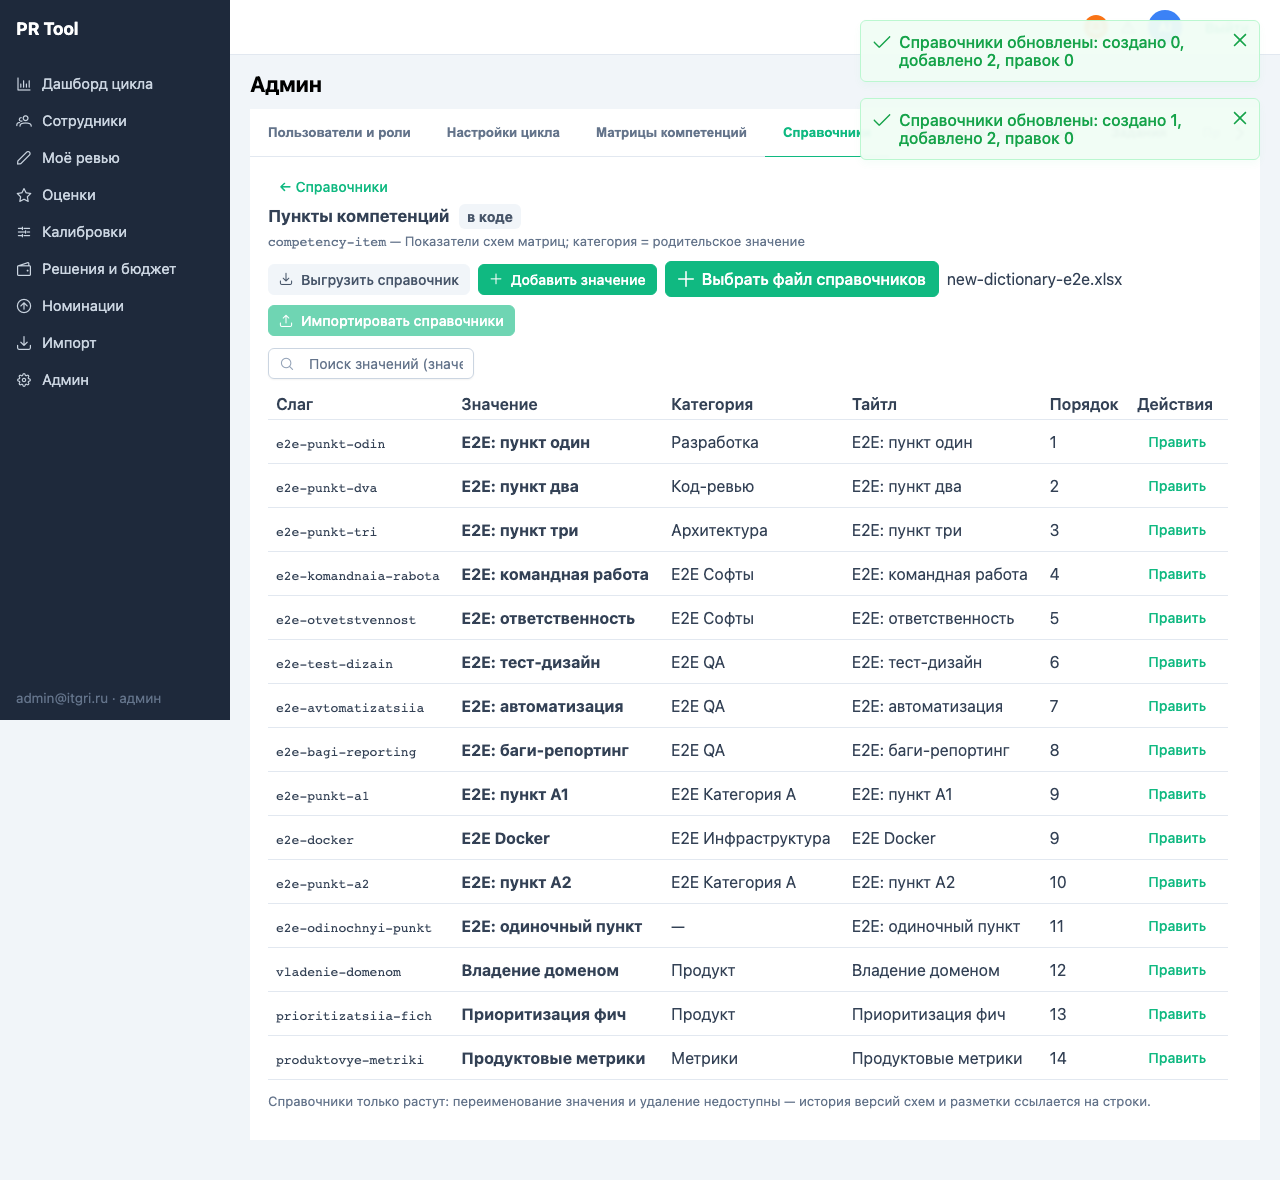 PR Tool
Дашборд цикла
Сотрудники
Моё ревью
Оценки
Калибровки
Решения и бюджет
Номинации
Импорт
Админ
admin@itgri.ru · админ
Справочники обновлены: создано 0,
добавлено 2, правок 0
Справочники обновлены: создано 1,
добавлено 2, правок 0
Админ
Пользователи и роли Настройки цикла Матрицы компетенций Справочник
← Справочники
Пункты компетенций в коде
competency-item — Показатели схем матриц; категория = родительское значение
Выгрузить справочник + Добавить значение + Выбрать файл справочников new-dictionary-e2e.xlsx
Импортировать справочники
Поиск значений (значе
Слаг Значение Категория Тайтл Порядок Действия
e2e-punkt-odin E2E: пункт один Разработка E2E: пункт один 1 Править
e2e-punkt-dva E2E: пункт два Код-ревью E2E: пункт два 2 Править
e2e-punkt-tri E2E: пункт три Архитектура E2E: пункт три 3 Править
e2e-komandnaia-rabota E2E: командная работа E2E Софты E2E: командная работа 4 Править
e2e-otvetstvennost E2E: ответственность E2E Софты E2E: ответственность 5 Править
e2e-test-dizain E2E: тест-дизайн E2E QA E2E: тест-дизайн 6 Править
e2e-avtomatizatsiia E2E: автоматизация E2E QA E2E: автоматизация 7 Править
e2e-bagi-reporting E2E: баги-репортинг E2E QA E2E: баги-репортинг 8 Править
e2e-punkt-a1 E2E: пункт А1 E2E Категория А E2E: пункт А1 9 Править
e2e-docker E2E Docker E2E Инфраструктура E2E Docker 9 Править
e2e-punkt-a2 E2E: пункт А2 E2E Категория А E2E: пункт А2 10 Править
e2e-odinochnyi-punkt E2E: одиночный пункт — E2E: одиночный пункт 11 Править
vladenie-domenom Владение доменом Продукт Владение доменом 12 Править
prioritizatsiia-fich Приоритизация фич Продукт Приоритизация фич 13 Править
produktovye-metriki Продуктовые метрики Метрики Продуктовые метрики 14 Править
Справочники только растут: переименование значения и удаление недоступны — история версий схем и разметки ссылается на строки.